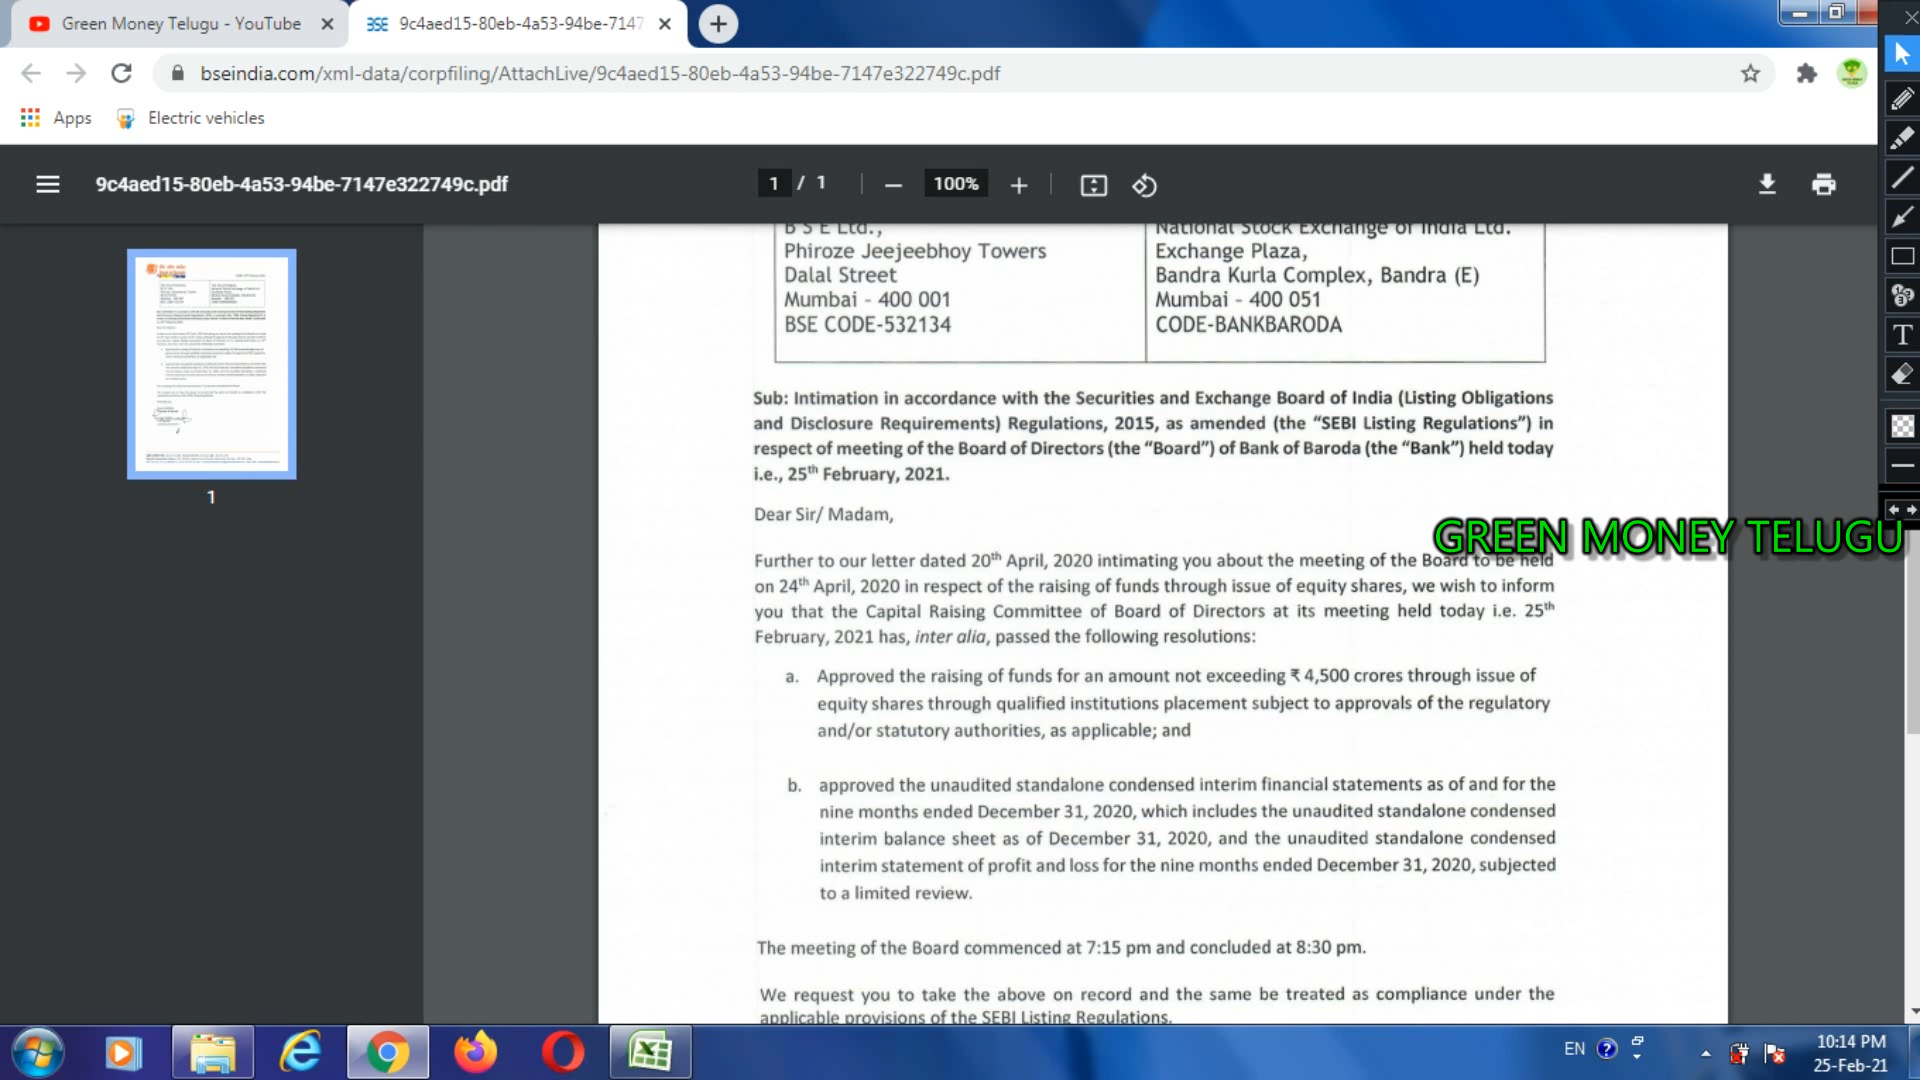 Green Money Telugu - YouTube
9c4aed15-80eb-4a53-94be-7147
bseindia.com/xml-data/corpfiling/AttachLive/9c4aed15-80eb-4a53-94be-7147e322749c.pdf
Apps
Electric vehicles
9c4aed15-80eb-4a53-94be-7147e322749c.pdf
1 / 1
100%
1
B S E Ltd.,
Phiroze Jeejeebhoy Towers
Dalal Street
Mumbai - 400 001
BSE CODE-532134
National Stock Exchange of India Ltd.
Exchange Plaza,
Bandra Kurla Complex, Bandra (E)
Mumbai - 400 051
CODE-BANKBARODA
Sub: Intimation in accordance with the Securities and Exchange Board of India (Listing Obligations
and Disclosure Requirements) Regulations, 2015, as amended (the “SEBI Listing Regulations”) in
respect of meeting of the Board of Directors (the “Board”) of Bank of Baroda (the “Bank”) held today
i.e., 25th February, 2021.
Dear Sir/ Madam,
GREEN MONEY TELUGU
Further to our letter dated 20th April, 2020 intimating you about the meeting of the Board to be held
on 24th April, 2020 in respect of the raising of funds through issue of equity shares, we wish to inform
you that the Capital Raising Committee of Board of Directors at its meeting held today i.e. 25th
February, 2021 has, inter alia, passed the following resolutions:
a. Approved the raising of funds for an amount not exceeding ₹ 4,500 crores through issue of
equity shares through qualified institutions placement subject to approvals of the regulatory
and/or statutory authorities, as applicable; and
b. approved the unaudited standalone condensed interim financial statements as of and for the
nine months ended December 31, 2020, which includes the unaudited standalone condensed
interim balance sheet as of December 31, 2020, and the unaudited standalone condensed
interim statement of profit and loss for the nine months ended December 31, 2020, subjected
to a limited review.
The meeting of the Board commenced at 7:15 pm and concluded at 8:30 pm.
We request you to take the above on record and the same be treated as compliance under the
applicable provisions of the SEBI Listing Regulations.
EN
10:14 PM
25-Feb-21